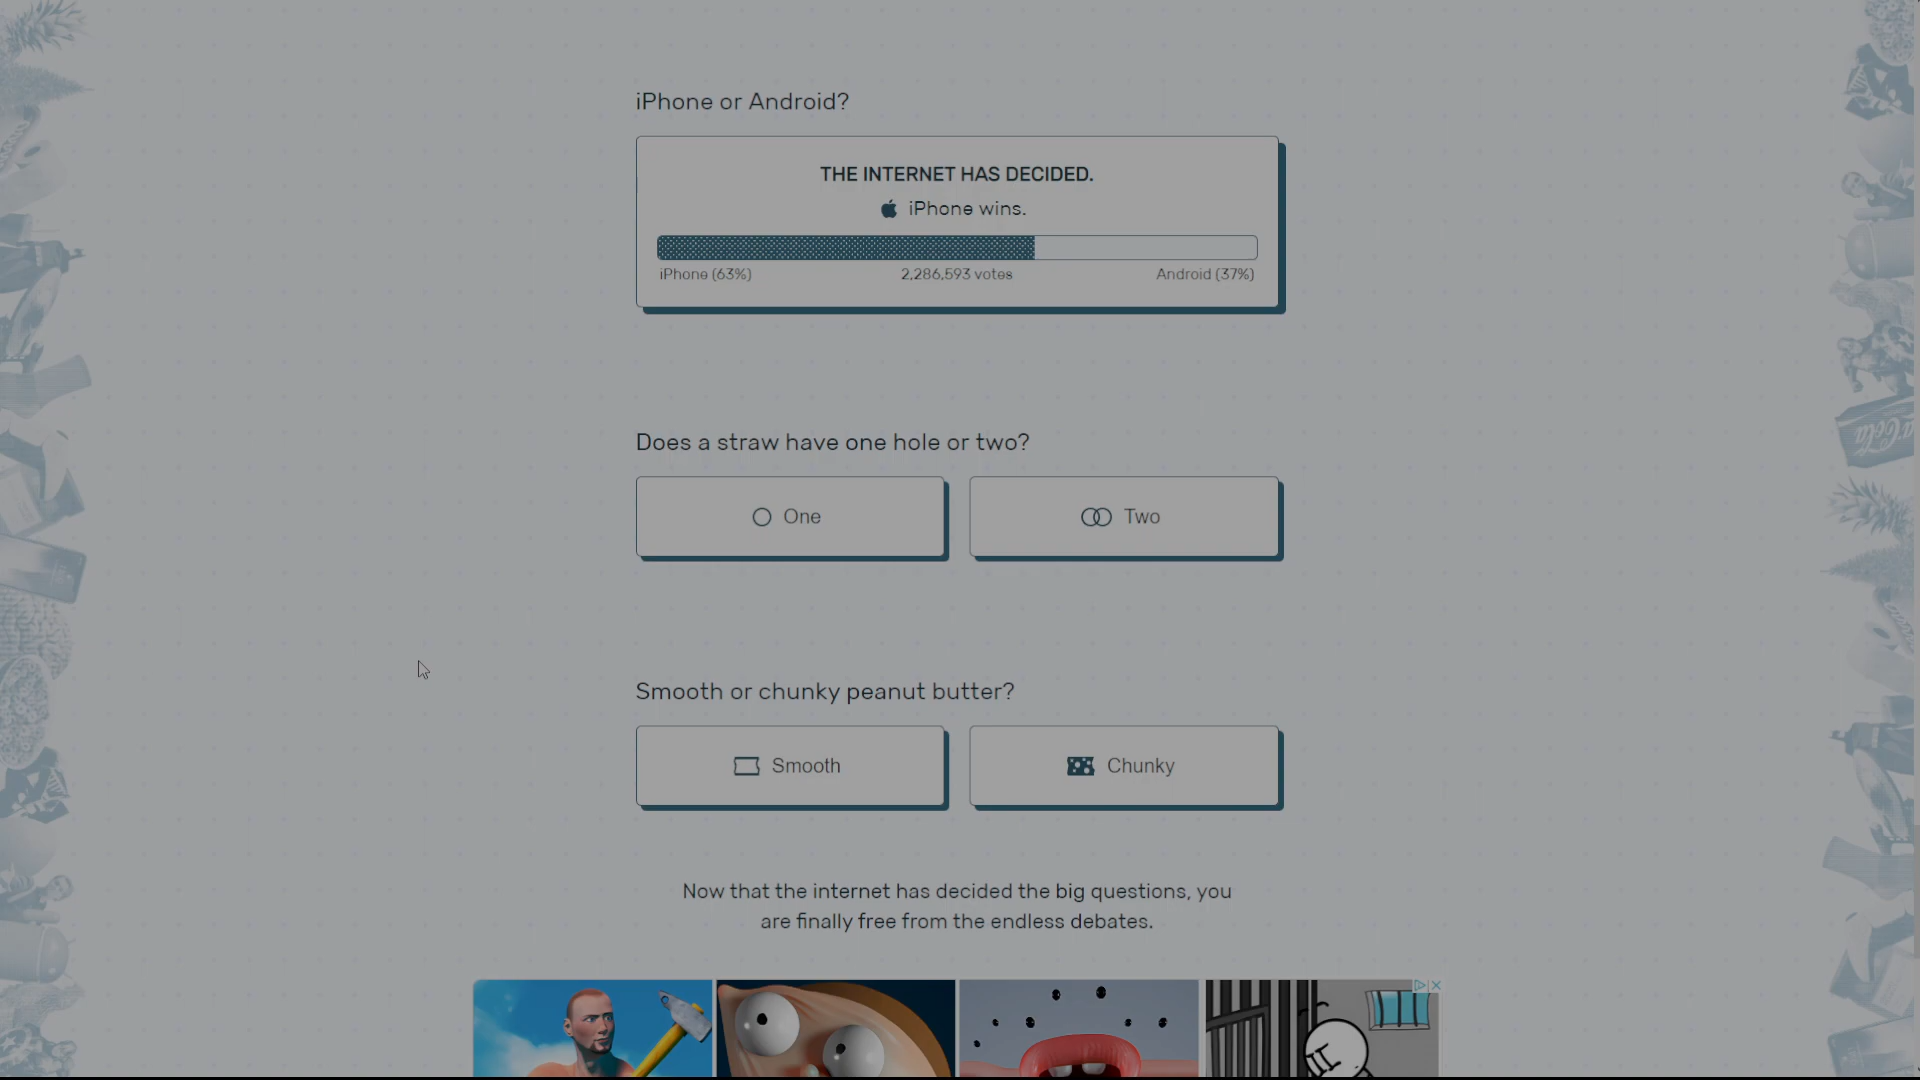 iPhone or Android?
THE INTERNET HAS DECIDED.
iPhone wins.
iPhone (63%) 2,286,593 votes Android (37%)
Does a straw have one hole or two?
One Two
Smooth or chunky peanut butter?
Smooth Chunky
Now that the internet has decided the big questions, you
are finally free from the endless debates.